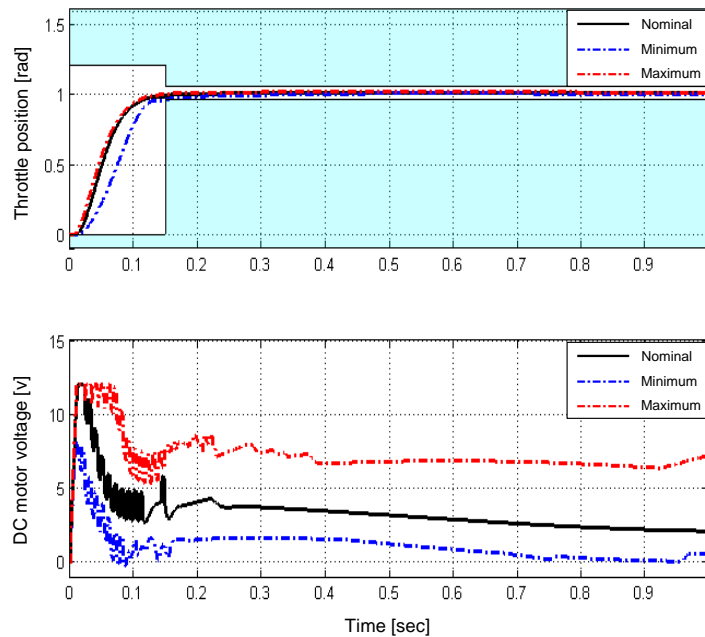 Throttle position [rad]
1.5
1
0.5
0
0 0.1 0.2 0.3 0.4 0.5 0.6 0.7 0.8 0.9
Nominal
Minimum
Maximum
DC motor voltage [v]
15
10
5
0
0 0.1 0.2 0.3 0.4 0.5 0.6 0.7 0.8 0.9
Nominal
Minimum
Maximum
Time [sec]